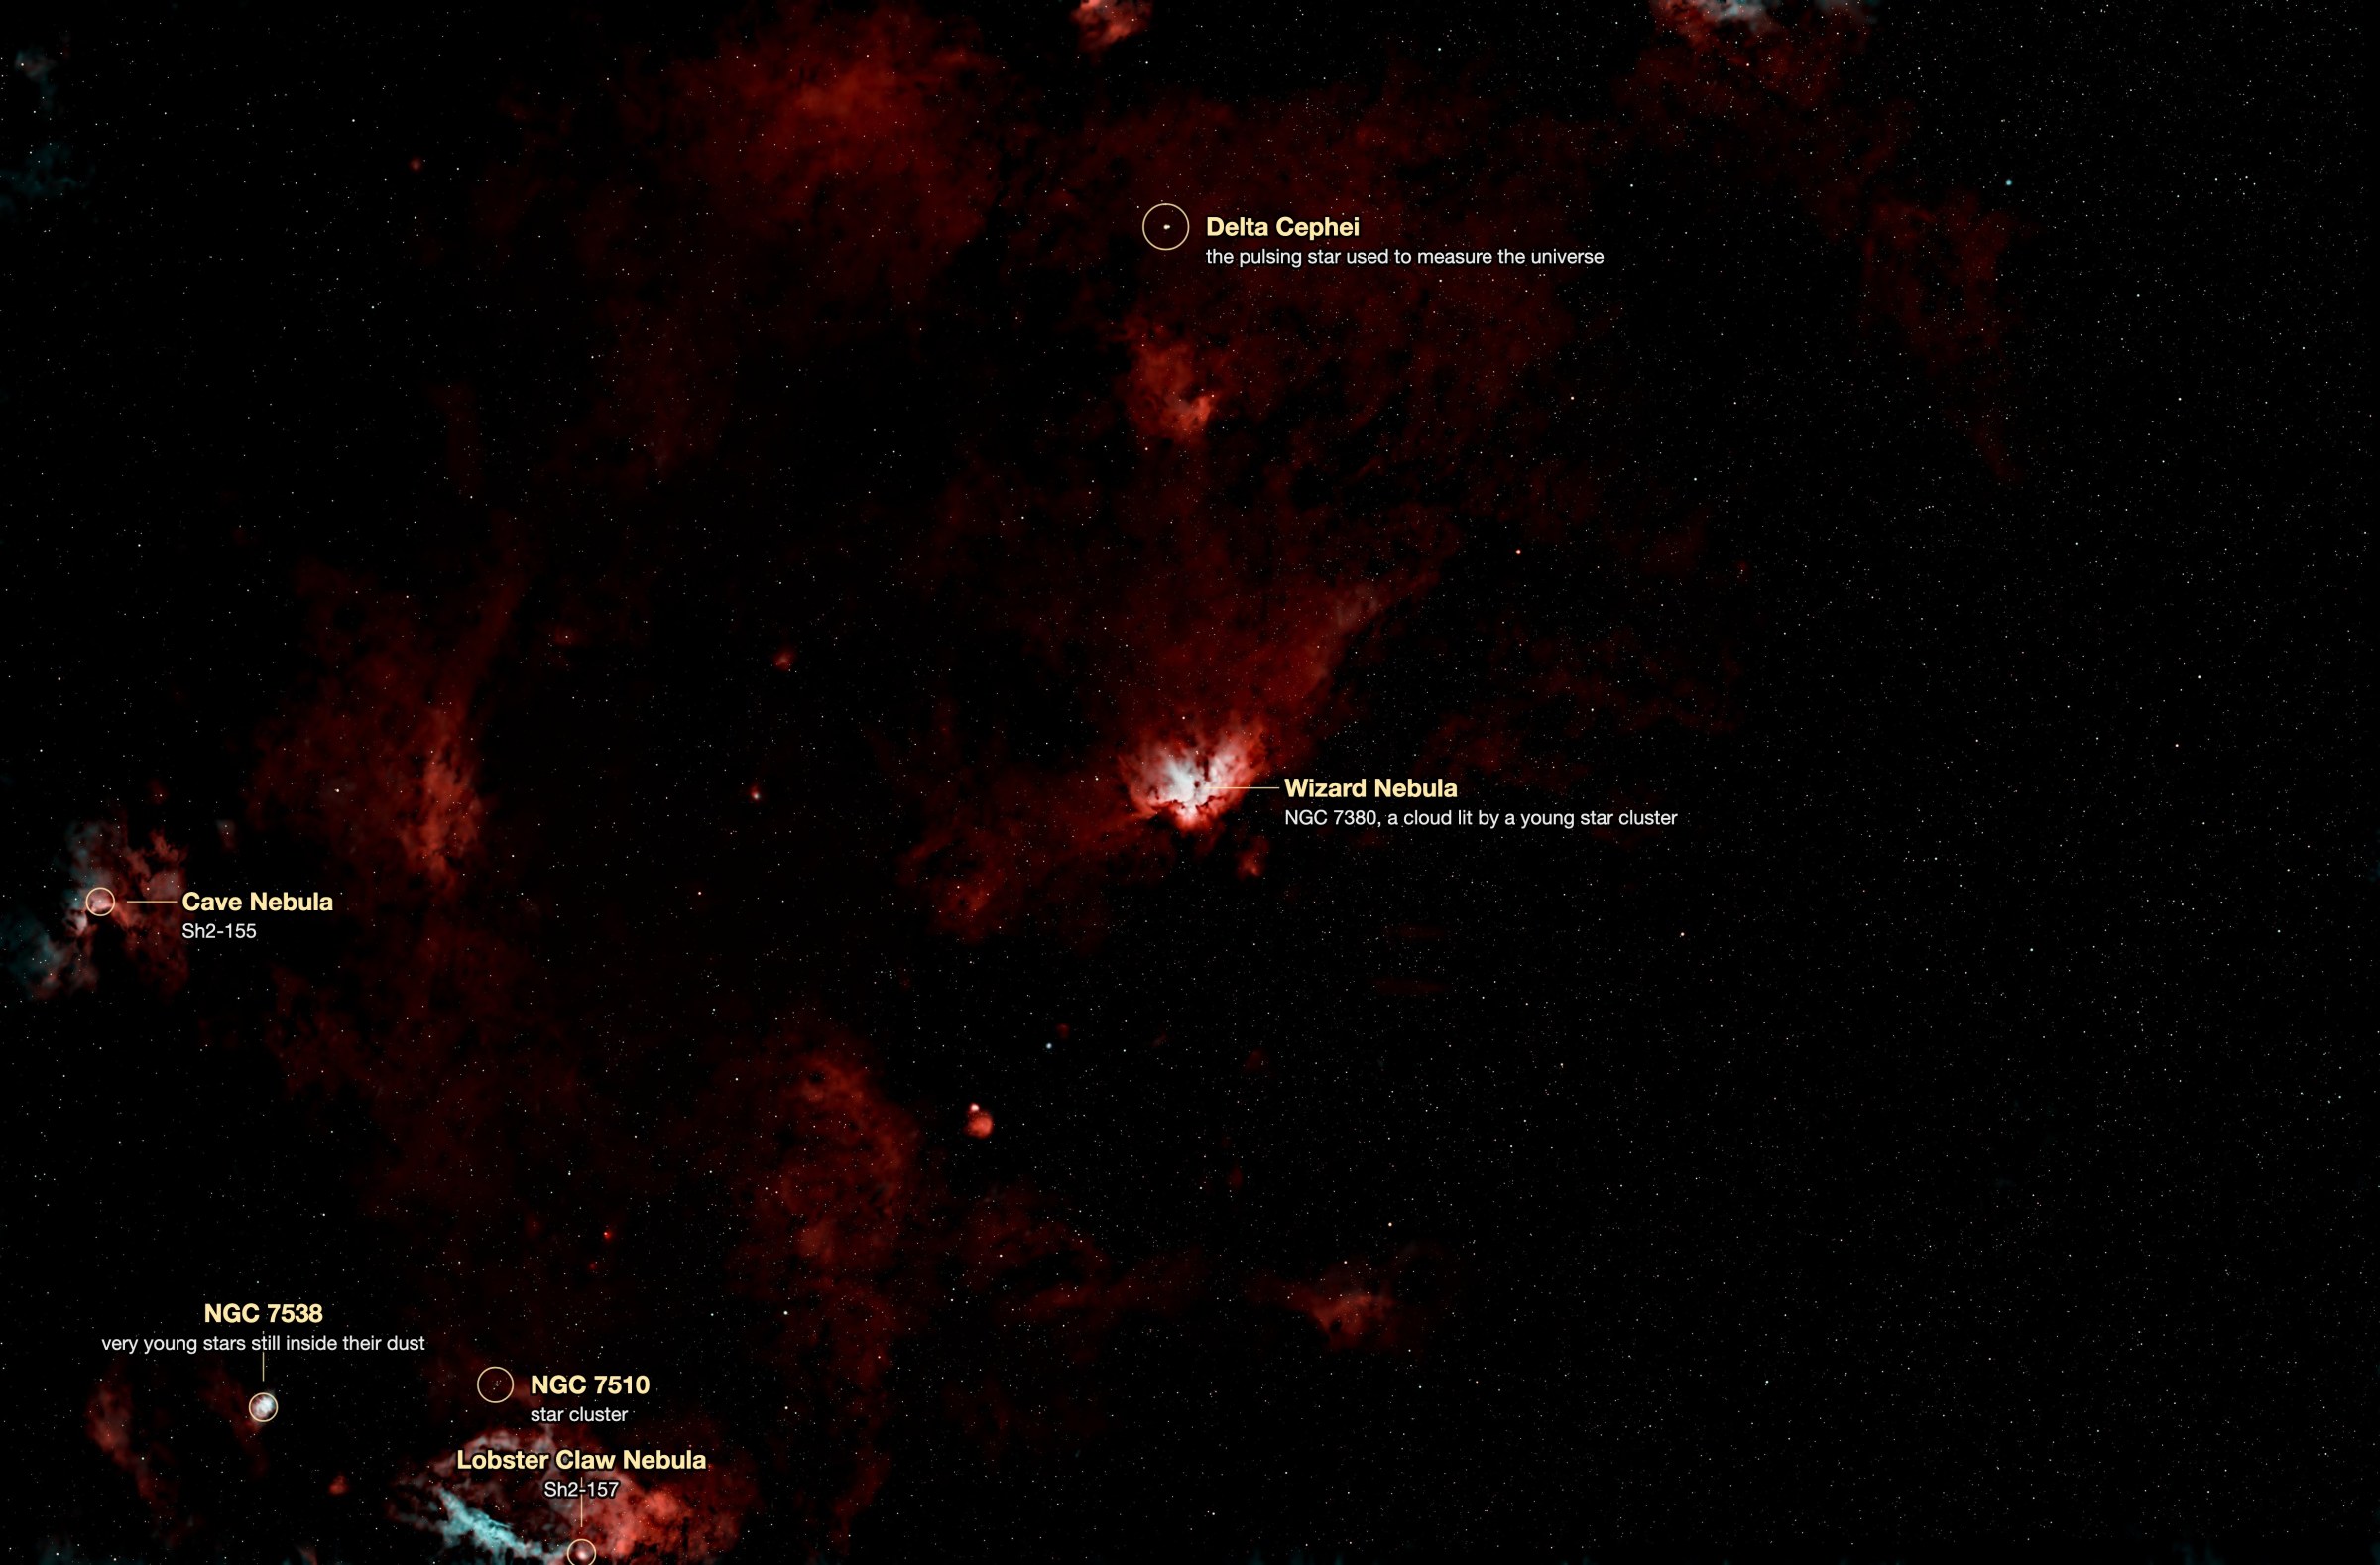 Delta Cephei
the pulsing star used to measure the universe
Wizard Nebula
NGC 7380, a cloud lit by a young star cluster
Cave Nebula
Sh2-155
NGC 7538
very young stars still inside their dust
NGC 7510
star cluster
Lobster Claw Nebula
Sh2-157